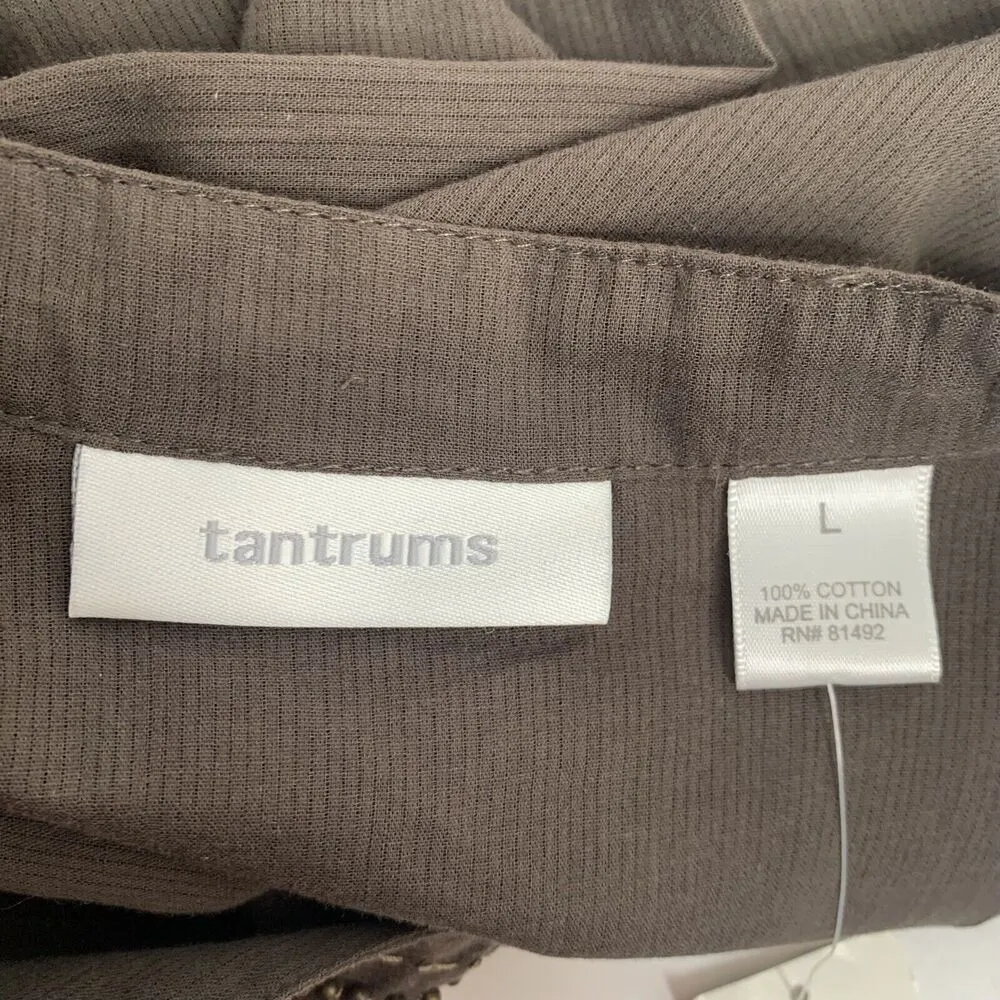 tantrums
L
100% COTTON
MADE IN CHINA
RN# 81492